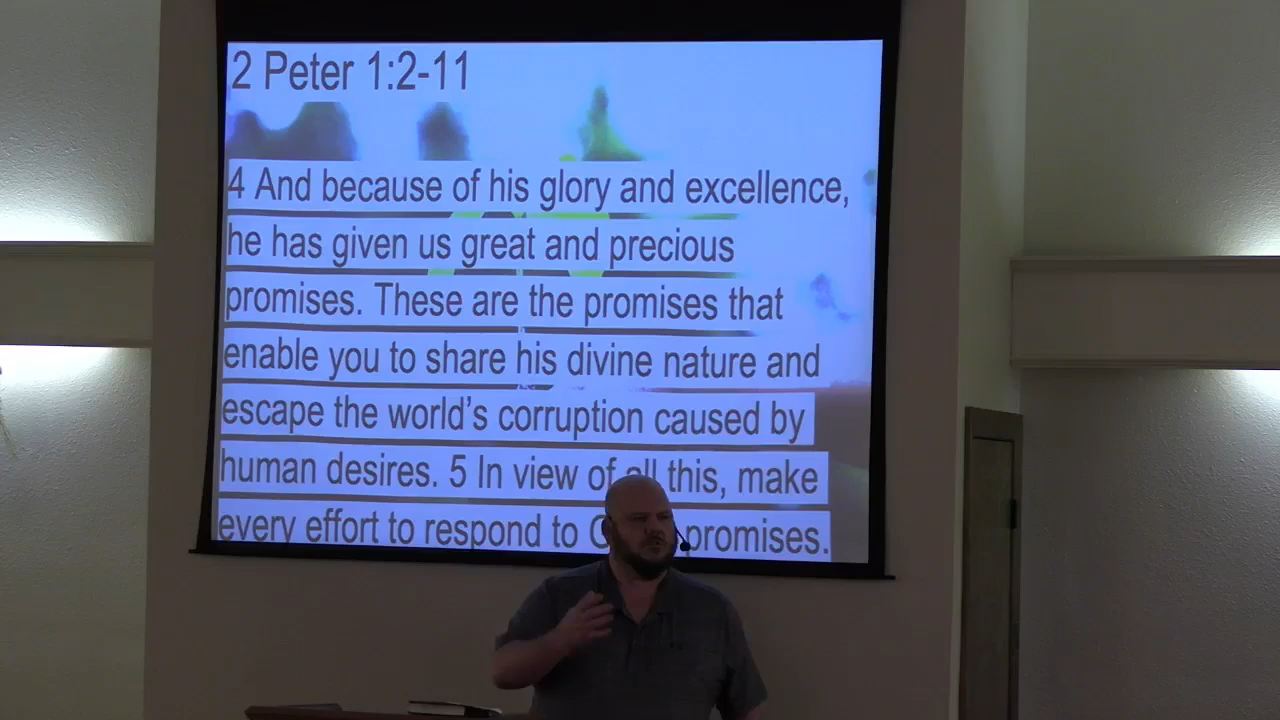 2 Peter 1:2-11
4 And because of his glory and excellence,
he has given us great and precious
promises. These are the promises that
enable you to share his divine nature and
escape the world’s corruption caused by
human desires. 5 In view of all this, make
every effort to respond to promises.